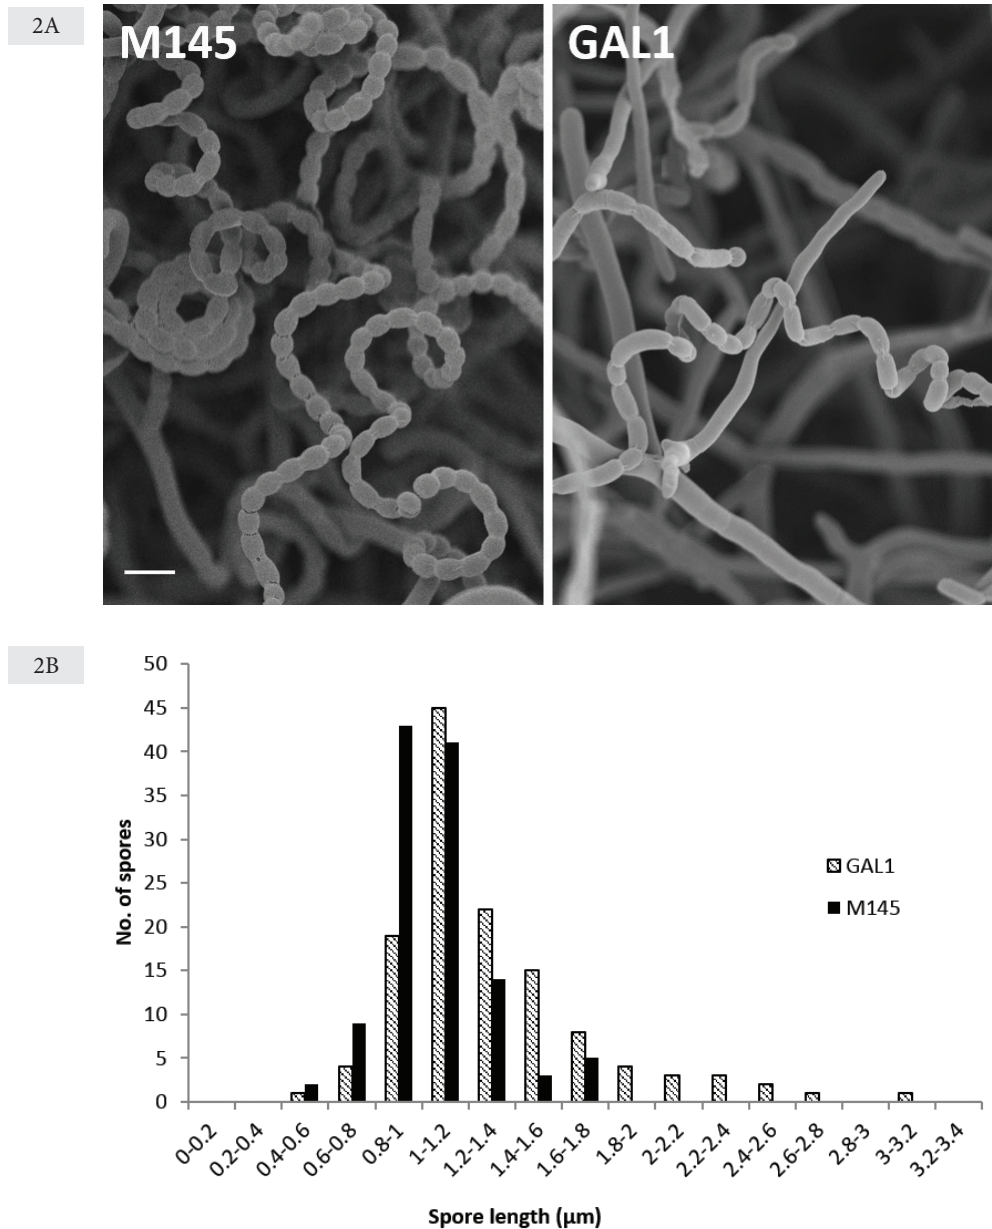 2A
M145 GAL1
2B
50
45
40
35
30
25
20
15
10
5
0
No. of spores
GAL1
M145
0-0.2 0.2-0.4 0.4-0.6 0.6-0.8 0.8-1 1-1.2 1.2-1.4 1.4-1.6 1.6-1.8 1.8-2 2-2.2 2.2-2.4 2.4-2.6 2.6-2.8 2.8-3 3-3.2 3.2-3.4
Spore length (μm)